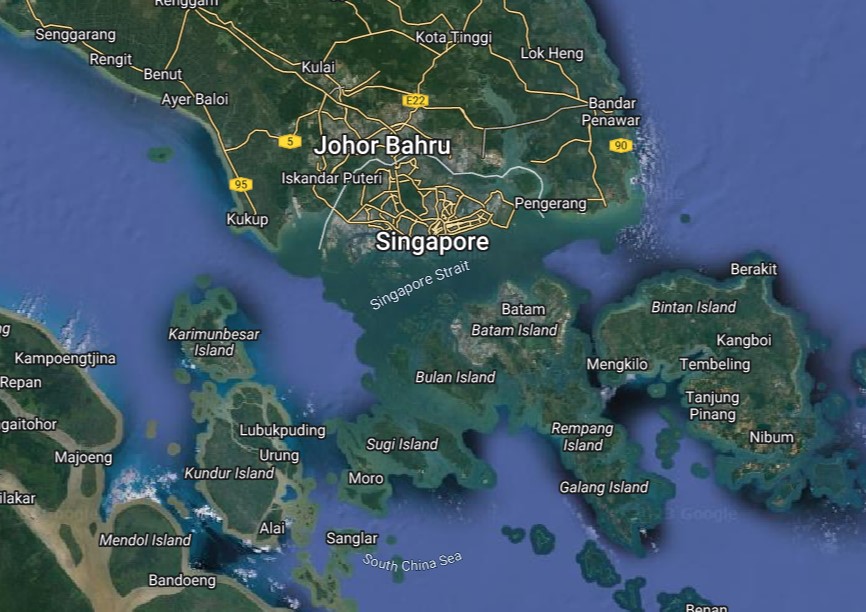 Renggam
Senggarang
Kota Tinggi
Rengit
Lok Heng
Benut
Kulai
Ayer Baloi
E22
Bandar
Penawar
5
Johor Bahru
90
Iskandar Puteri
95
Kukup
Pengerang
Singapore
Singapore Strait
Berakit
Batam
Batam Island
Bintan Island
Karimunbesar
Island
Kangboi
Kampoengtjina
Mengkilo
Tembeling
Repan
Bulan Island
Tanjung
Pinang
gaitohor
Lubukpuding
Rempang
Island
Nibum
Majoeng
Urung
Sugi Island
Kundur Island
Moro
Galang Island
ilakar
Google
Alai
Mendol Island
Sanglar
South China Sea
Bandoeng
Benan